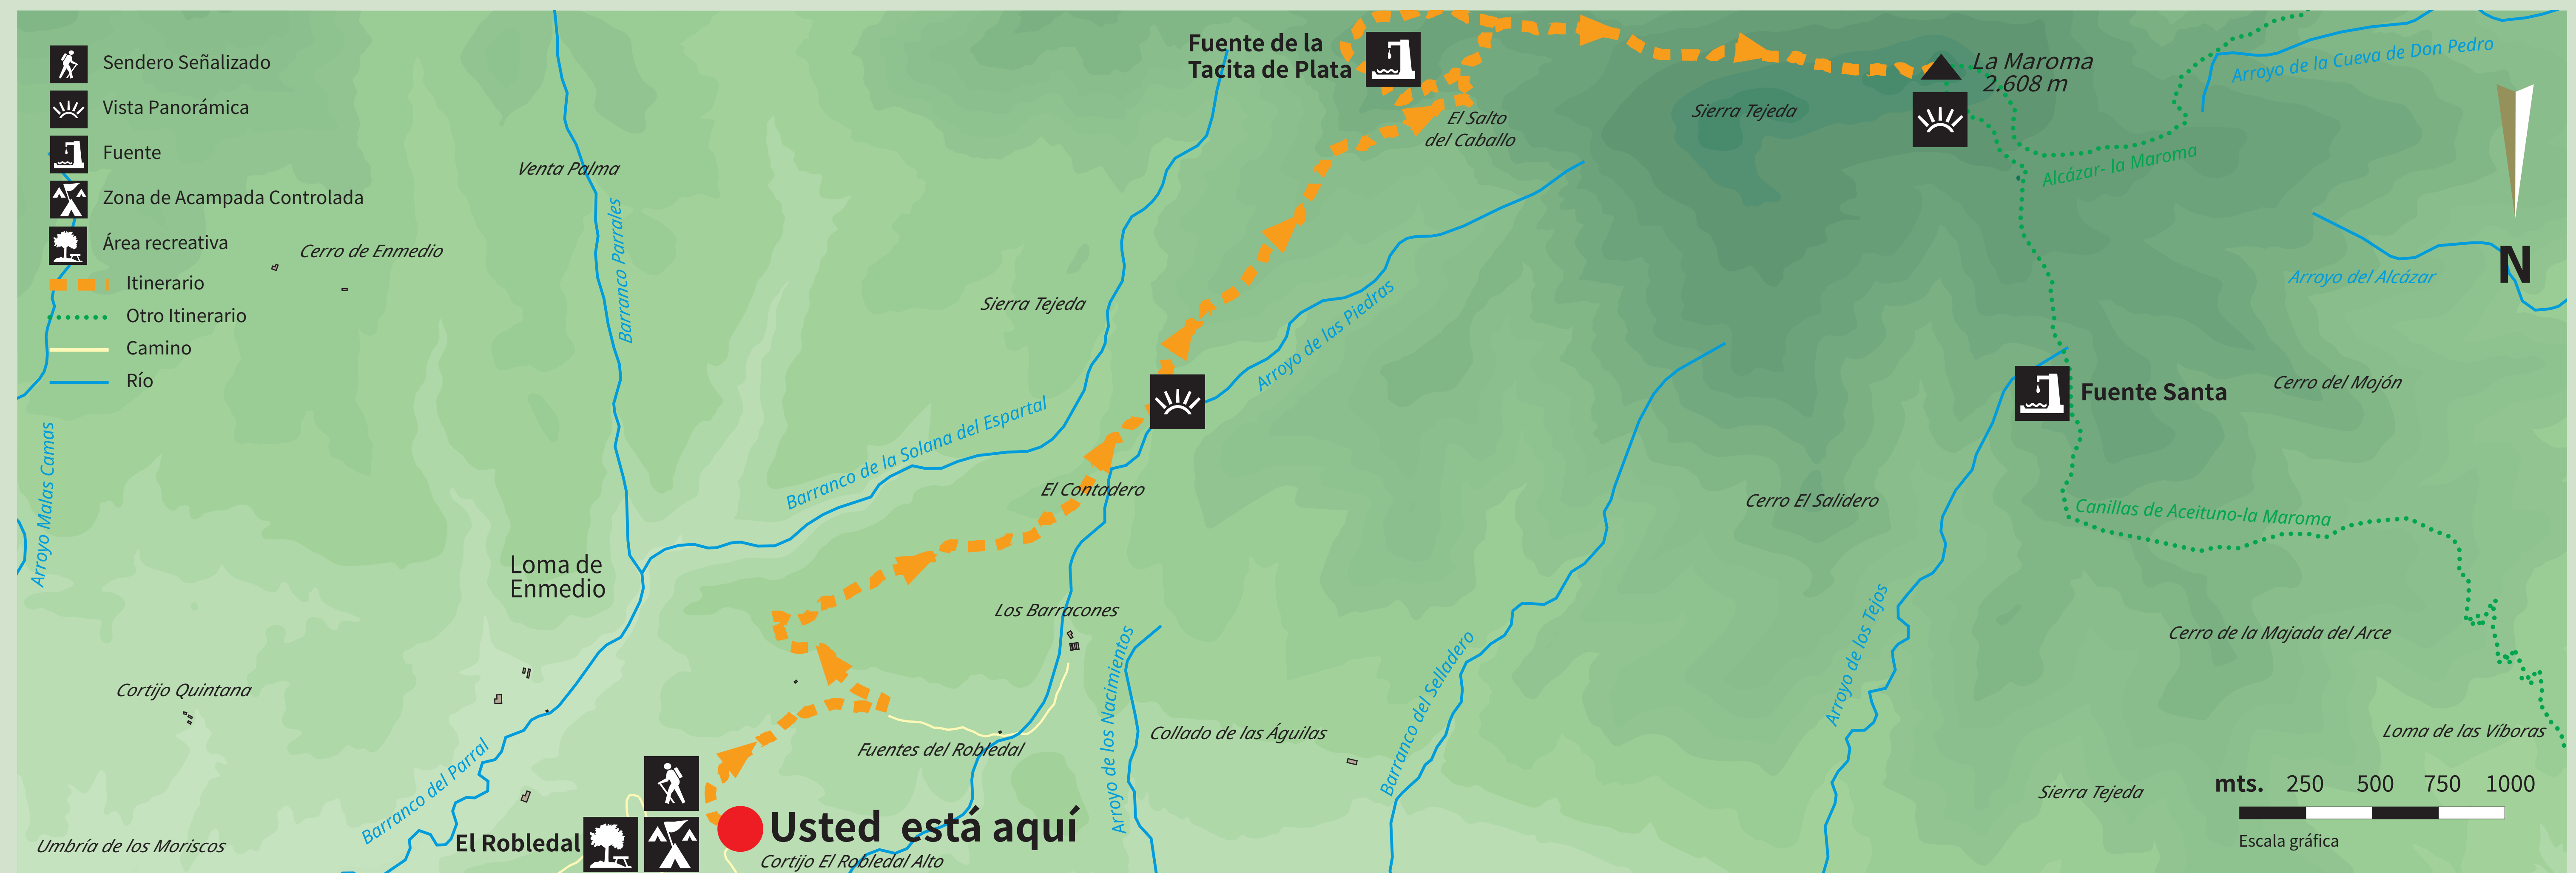 Sendero Señalizado
Vista Panorámica
Fuente
Zona de Acampada Controlada
Área recreativa
Itinerario
Otro Itinerario
Camino
Río
Fuente de la
Tacita de Plata
La Maroma
2.608 m
Arroyo de la Cueva de Don Pedro
Sierra Tejeda
El Salto
del Caballo
Venta Palma
Alcázar- la Maroma
Cerro de Enmedio
Barranco Parrales
N
Arroyo del Alcázar
Sierra Tejeda
Arroyo de las Piedras
Cerro del Mojón
Fuente Santa
Barranco de la Solana del Espartal
Arroyo Malas Camas
El Contadero
Cerro El Salidero
Canillas de Aceituno-la Maroma
Loma de
Enmedio
Los Barracones
Cerro de la Majada del Arce
Arroyo de los Tejos
Arroyo de los Nacimientos
Barranco del Selladero
Cortijo Quintana
Collado de las Águilas
Loma de las Víboras
Fuentes del Robledal
Barranco del Parral
mts. 250 500 750 1000
Escala gráfica
Sierra Tejeda
Usted está aquí
El Robledal
Umbría de los Moriscos
Cortijo El Robledal Alto